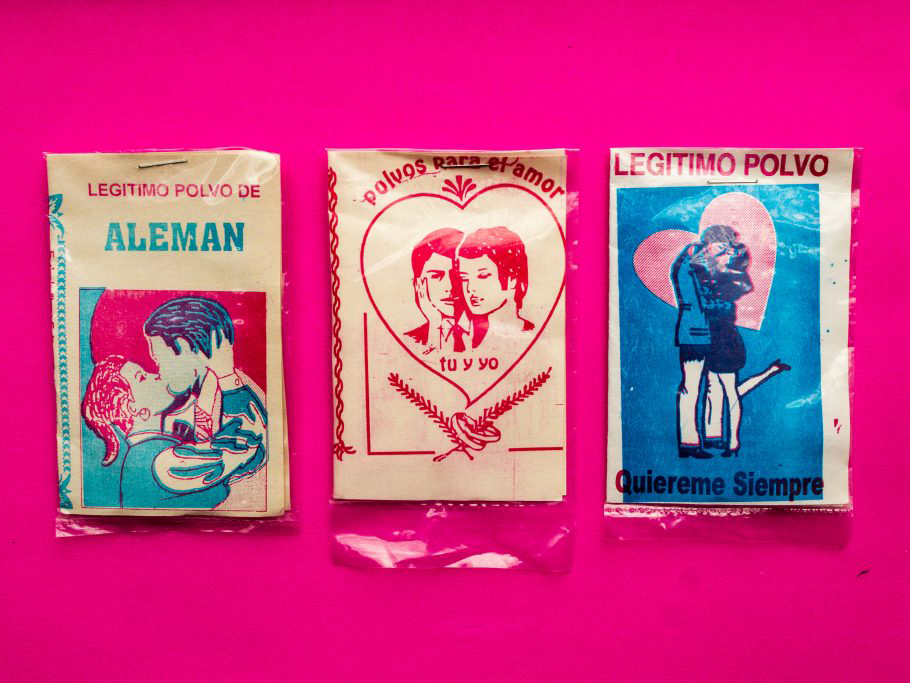 LEGITIMO POLVO DE
ALEMAN
polvos para el amor
tu y yo
LEGITIMO POLVO
Quiereme Siempre